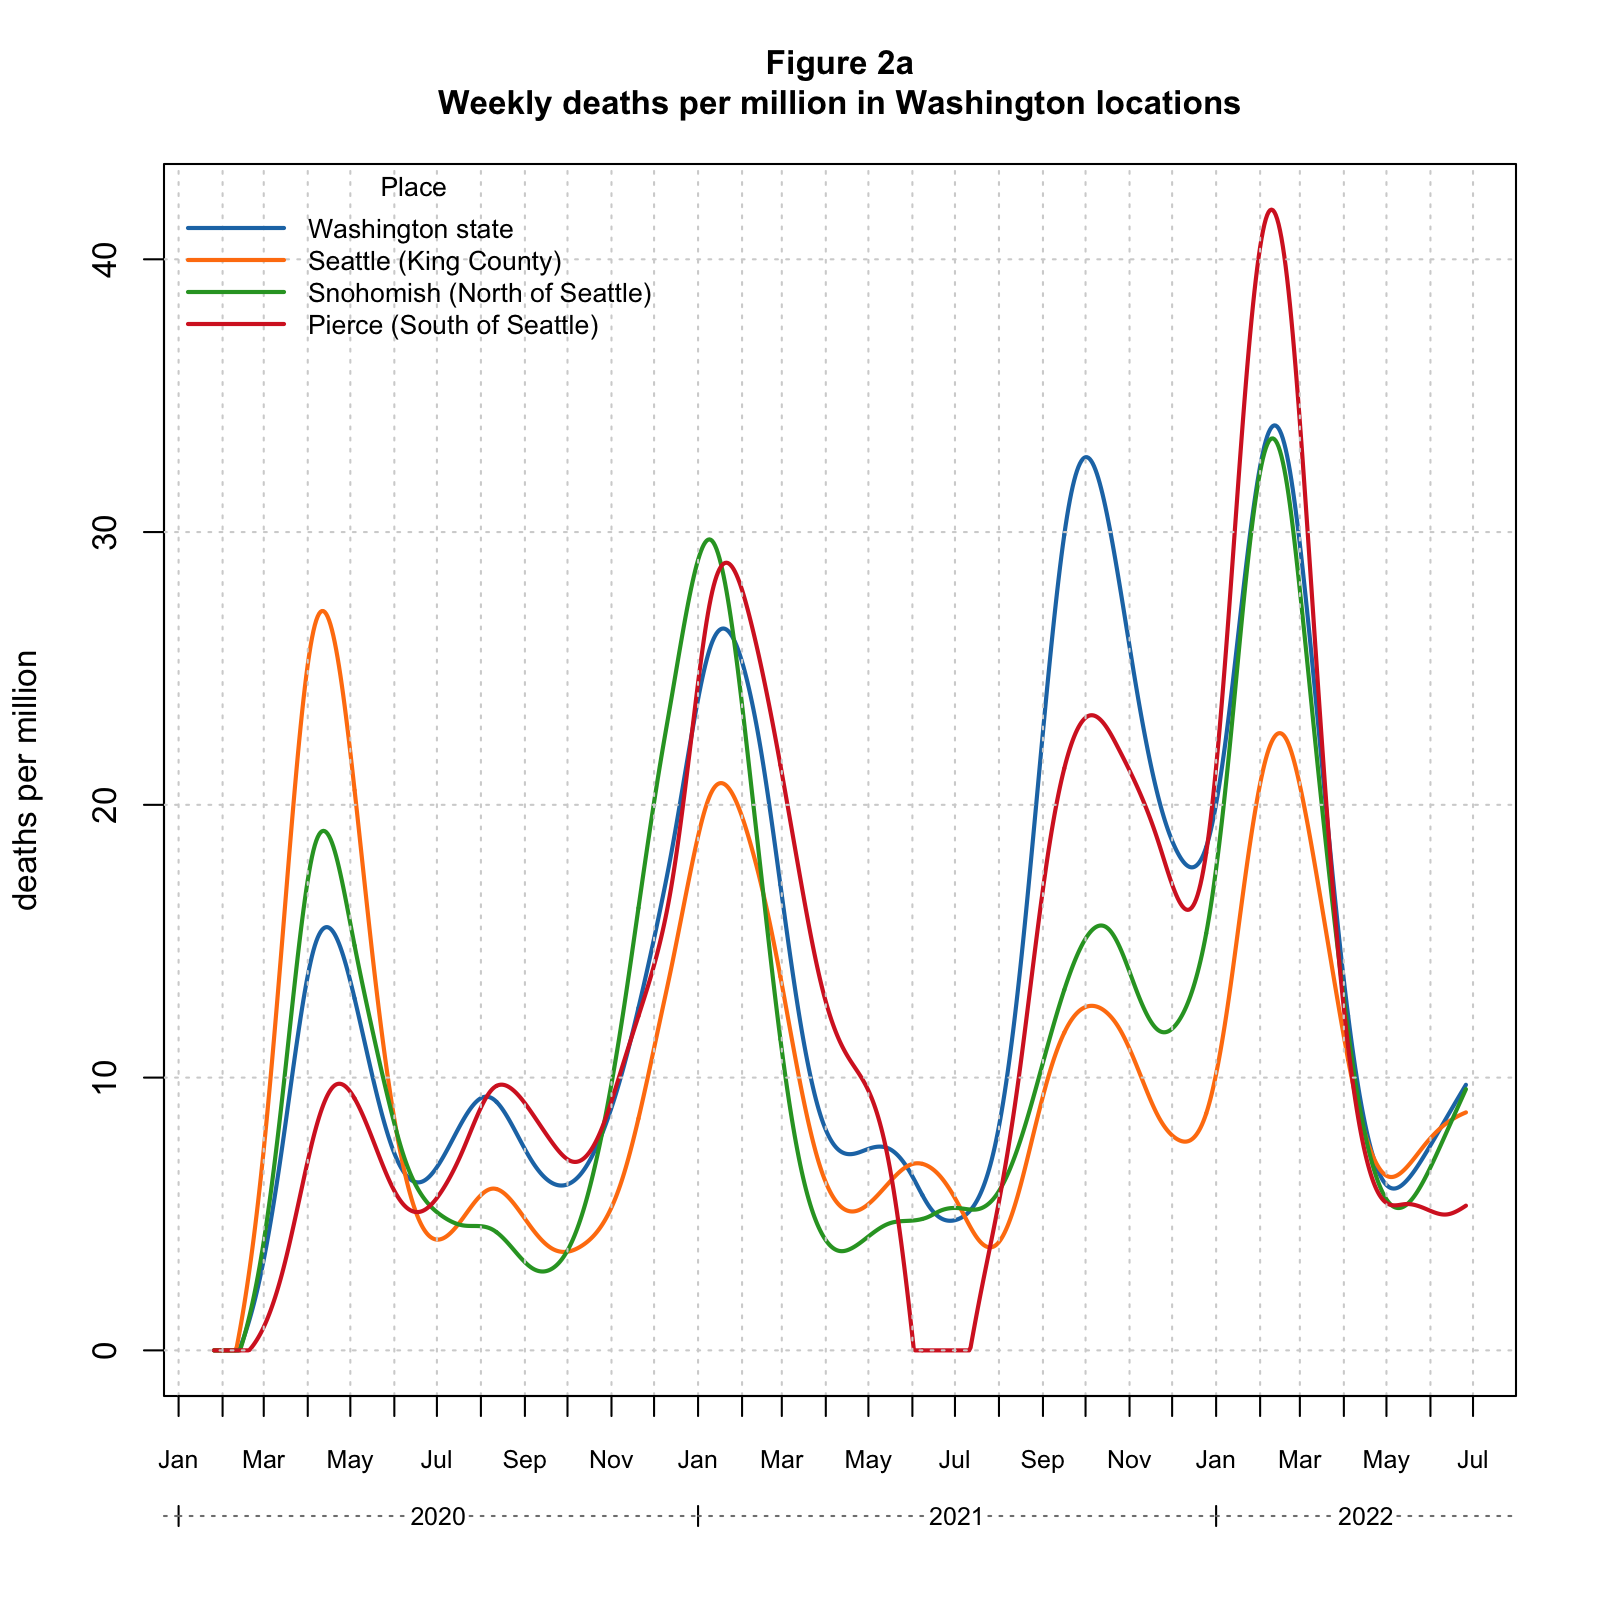 Figure 2a
Weekly deaths per million in Washington locations
Place
Washington state
Seattle (King County)
Snohomish (North of Seattle)
Pierce (South of Seattle)
deaths per million
40
30
20
10
0
Jan Mar May Jul Sep Nov Jan Mar May Jul Sep Nov Jan Mar May Jul
2020 2021 2022